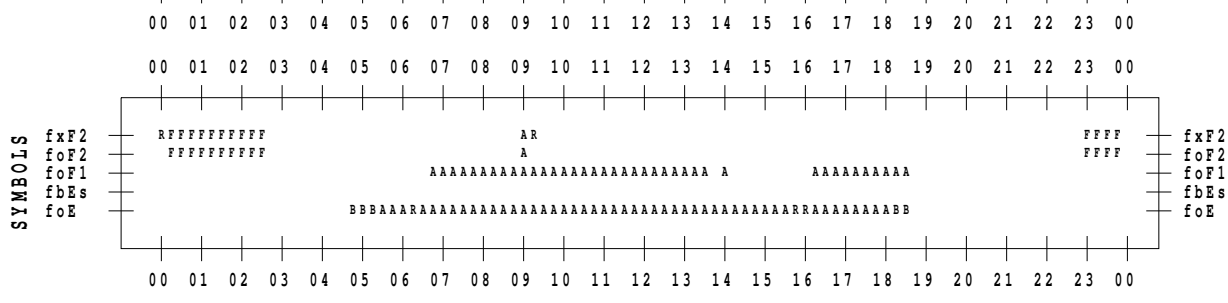 00 01 02 03 04 05 06 07 08 09 10 11 12 13 14 15 16 17 18 19 20 21 22 23 00
00 01 02 03 04 05 06 07 08 09 10 11 12 13 14 15 16 17 18 19 20 21 22 23 00
SYMBOLS
fxF2 RFFFFFFFFFF AR FFFF fxF2
foF2 FFFFFFFFFF A FFFF foF2
foF1 AAAAAAAAAAAAAAAAAAAAAAAAAAAA A AAAAAAAAAA foF1
fbEs fbEs
foE BBBAAARAAAAAAAAAAAAAAAAAAAAAAAAAAAAAAAAAAAAARRAAAAAAAABB foE
00 01 02 03 04 05 06 07 08 09 10 11 12 13 14 15 16 17 18 19 20 21 22 23 00